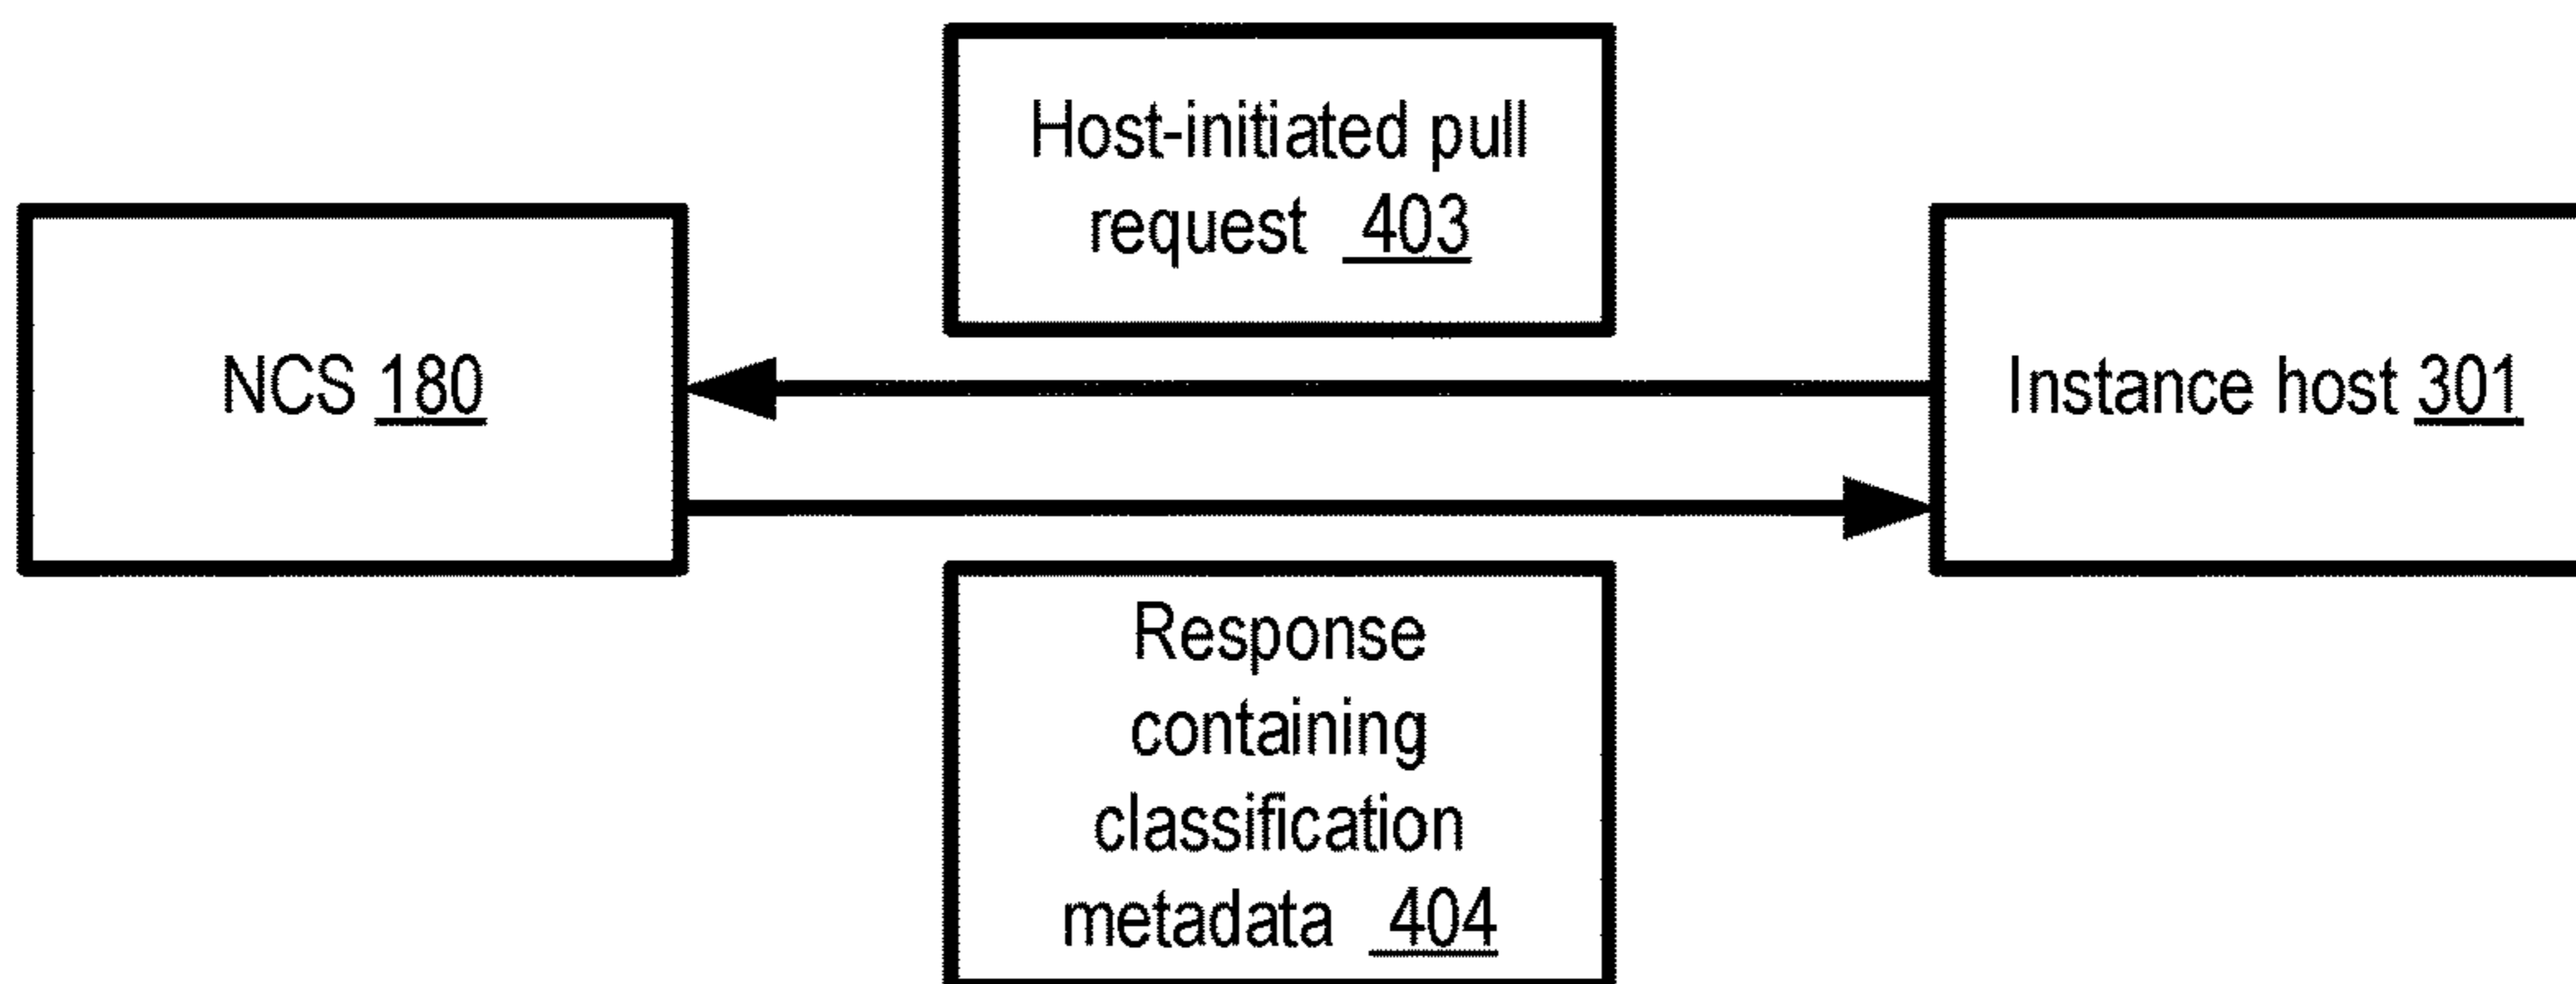 Host-initiated pull
request 403
NCS 180
Instance host 301
Response
containing
classification
metadata 404